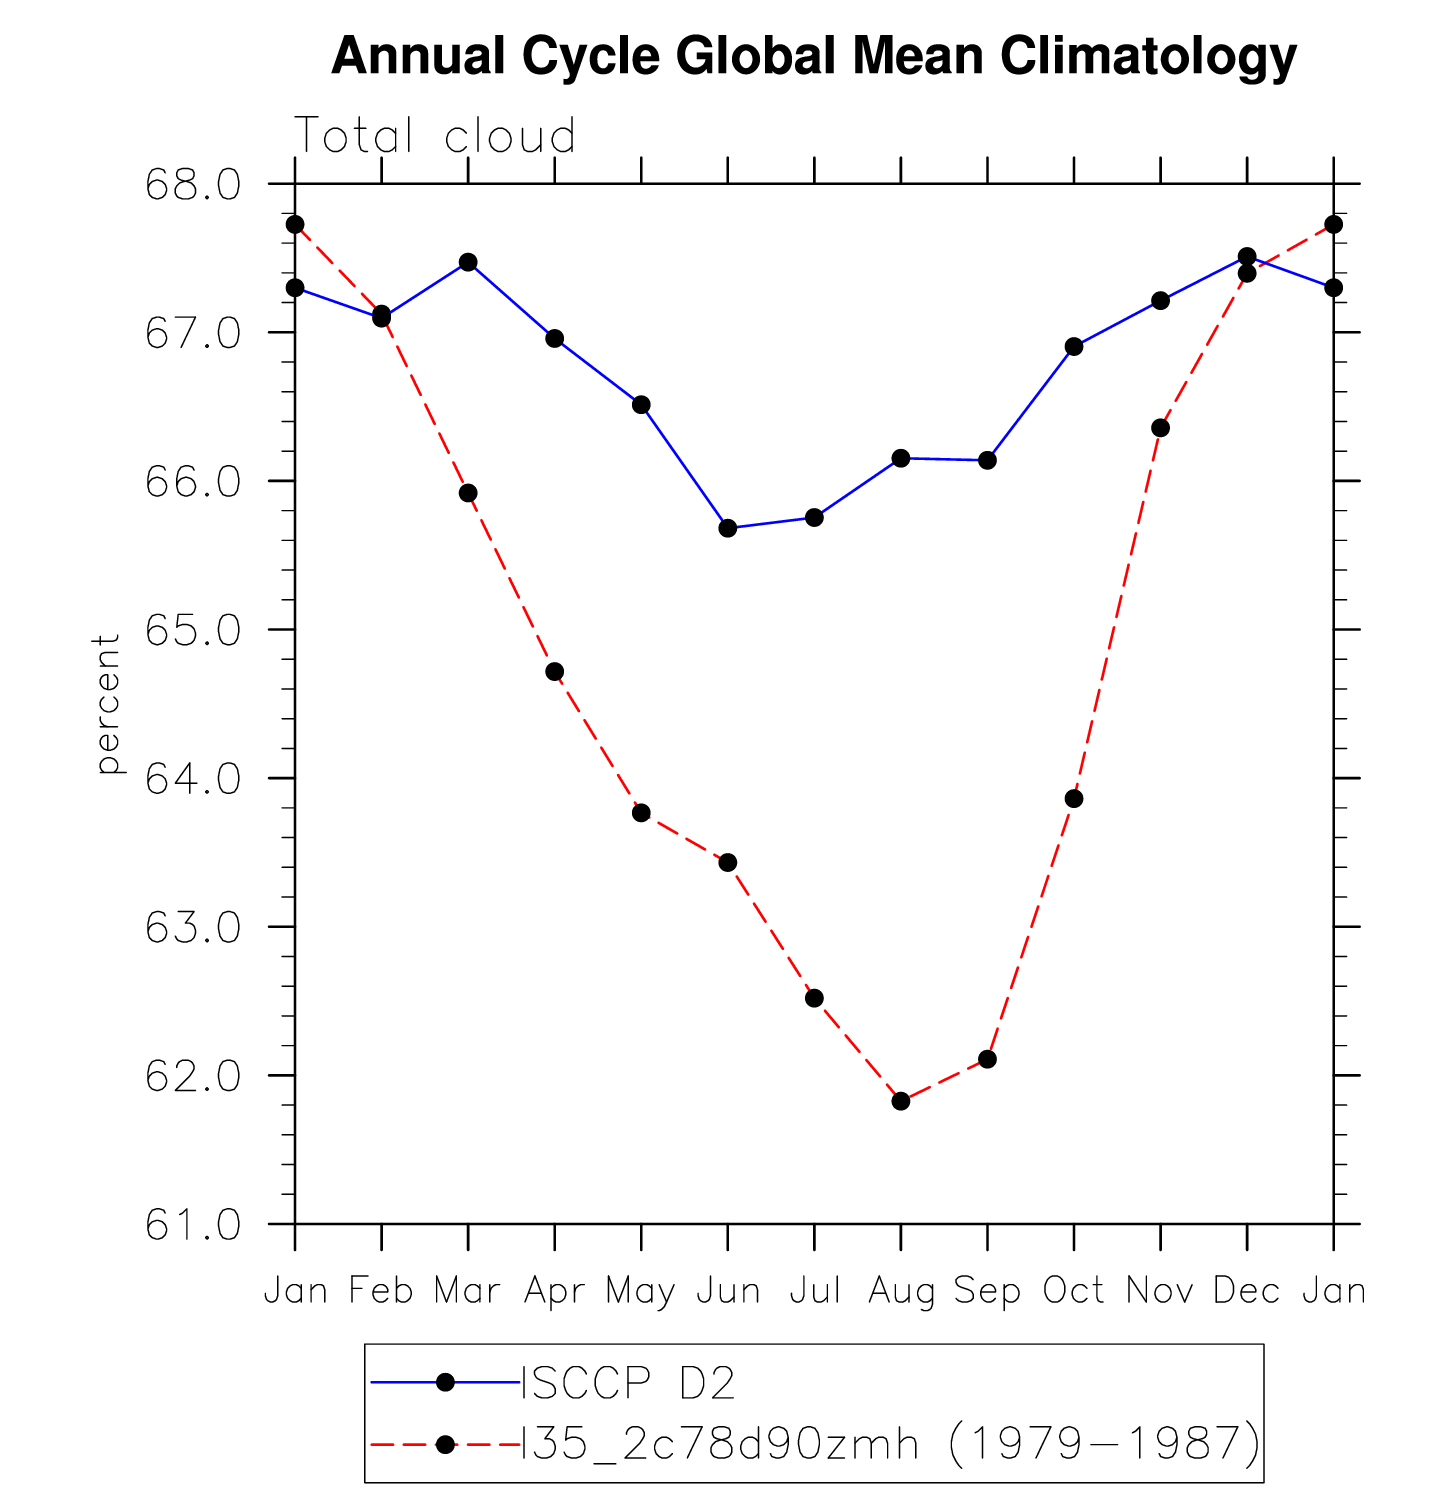 Annual Cycle Global Mean Climatology
Total cloud
68.0
67.0
66.0
65.0
64.0
63.0
62.0
61.0
percent
Jan Feb Mar Apr May Jun Jul Aug Sep Oct Nov Dec Jan
ISCCP D2
I35_2c78d90zmh (1979-1987)